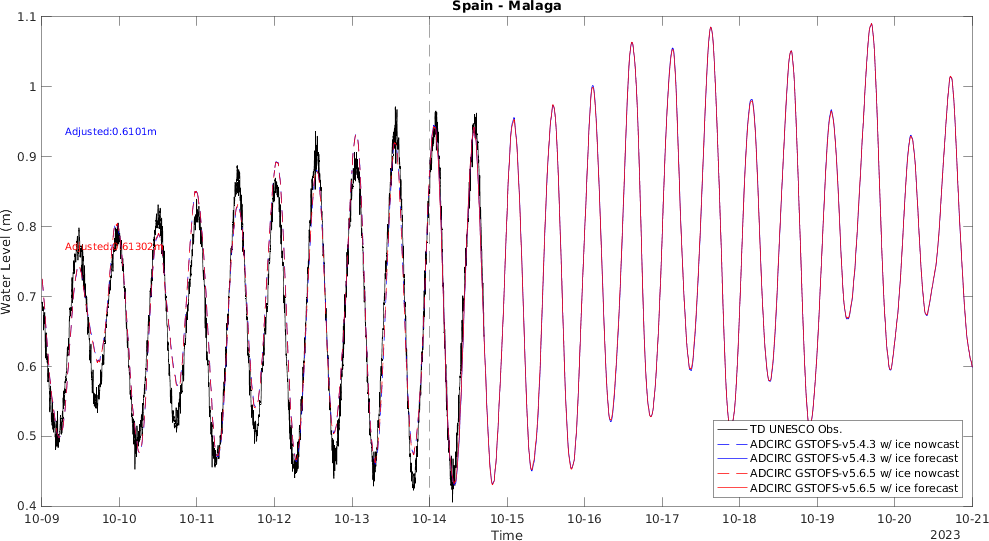 Spain - Malaga
1.1
1
0.9
0.8
0.7
0.6
0.5
0.4
Water Level (m)
Adjusted:0.6101m
Adjusted:0.61302m
TD UNESCO Obs.
ADCIRC GSTOFS-v5.4.3 w/ ice nowcast
ADCIRC GSTOFS-v5.4.3 w/ ice forecast
ADCIRC GSTOFS-v5.6.5 w/ ice nowcast
ADCIRC GSTOFS-v5.6.5 w/ ice forecast
10-09 10-10 10-11 10-12 10-13 10-14 10-15 10-16 10-17 10-18 10-19 10-20 10-21
Time
2023